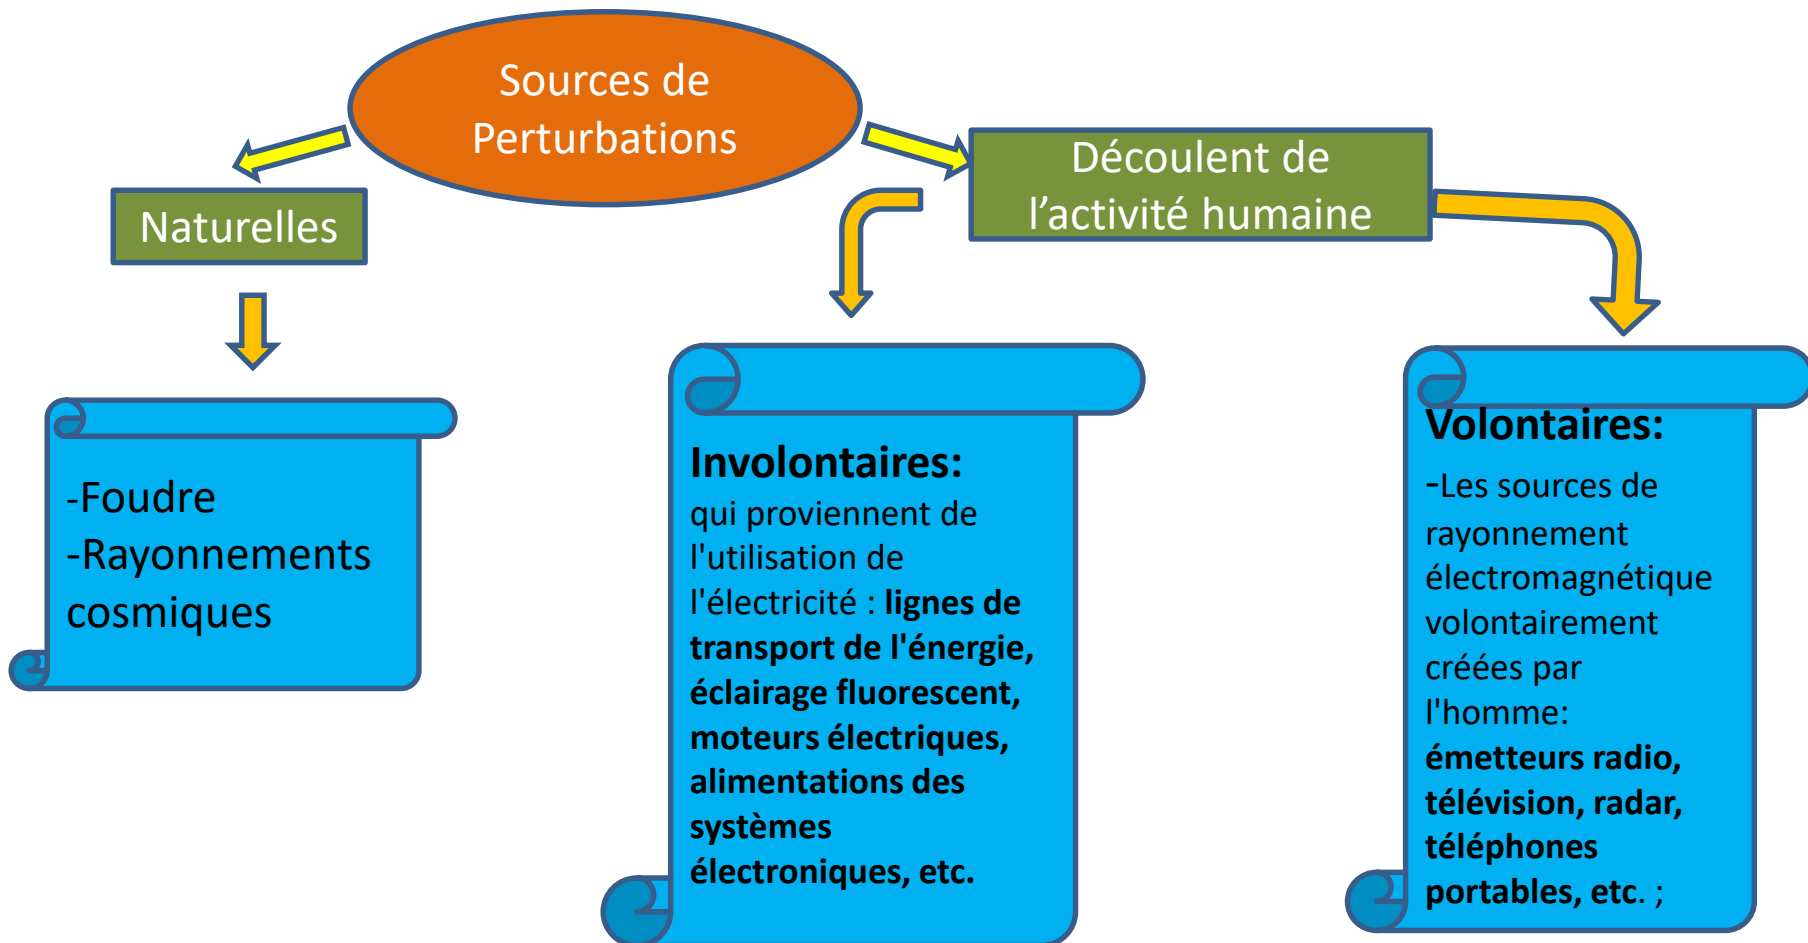 Sources de
Perturbations
Découlent de
l’activité humaine
Naturelles
-Foudre
-Rayonnements
cosmiques
Involontaires:
qui proviennent de
l'utilisation de
l'électricité : lignes de
transport de l'énergie,
éclairage fluorescent,
moteurs électriques,
alimentations des
systèmes
électroniques, etc.
Volontaires:
-Les sources de
rayonnement
électromagnétique
volontairement
créées par
l'homme:
émetteurs radio,
télévision, radar,
téléphones
portables, etc. ;